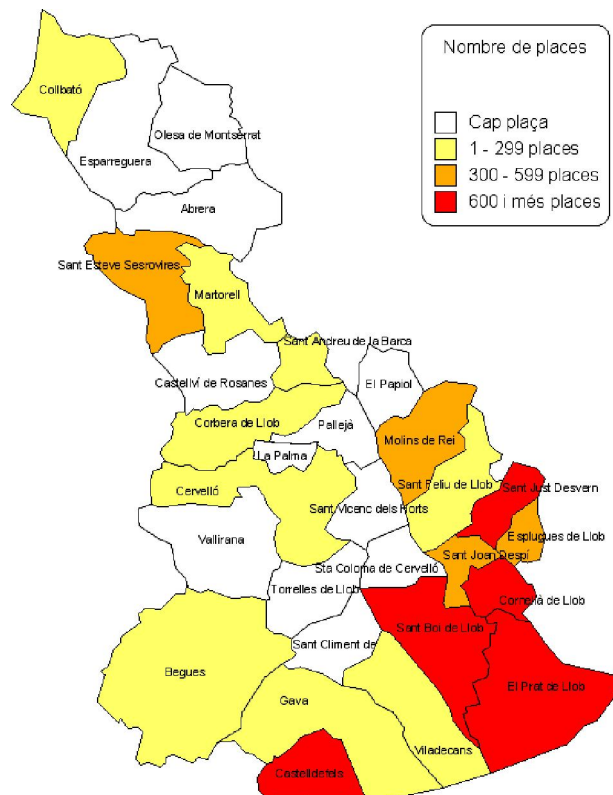 Nombre de places
Cap plaça
1 - 299 places
300 - 599 places
600 i més places
Collbató
Olesa de Montserrat
Esparreguera
Abrera
Sant Esteve Sesrovires
Martorell
Sant Andreu de la Barca
Castellví de Rosanes
El Papiol
Corbera de Llob
Pallejà
Molins de Rei
La Palma
Cervelló
Sant Feliu de Llob
Sant Just Desvern
Sant Vicenc dels Horts
Vallirana
Esplugues de Llob
Sant Joan Despí
Sta Coloma de Cervelló
Torrelles de Llob
Cornellà de Llob
Sant Boi de Llob
Sant Climent de
Begues
El Prat de Llob
Gava
Viladecans
Castelldefels